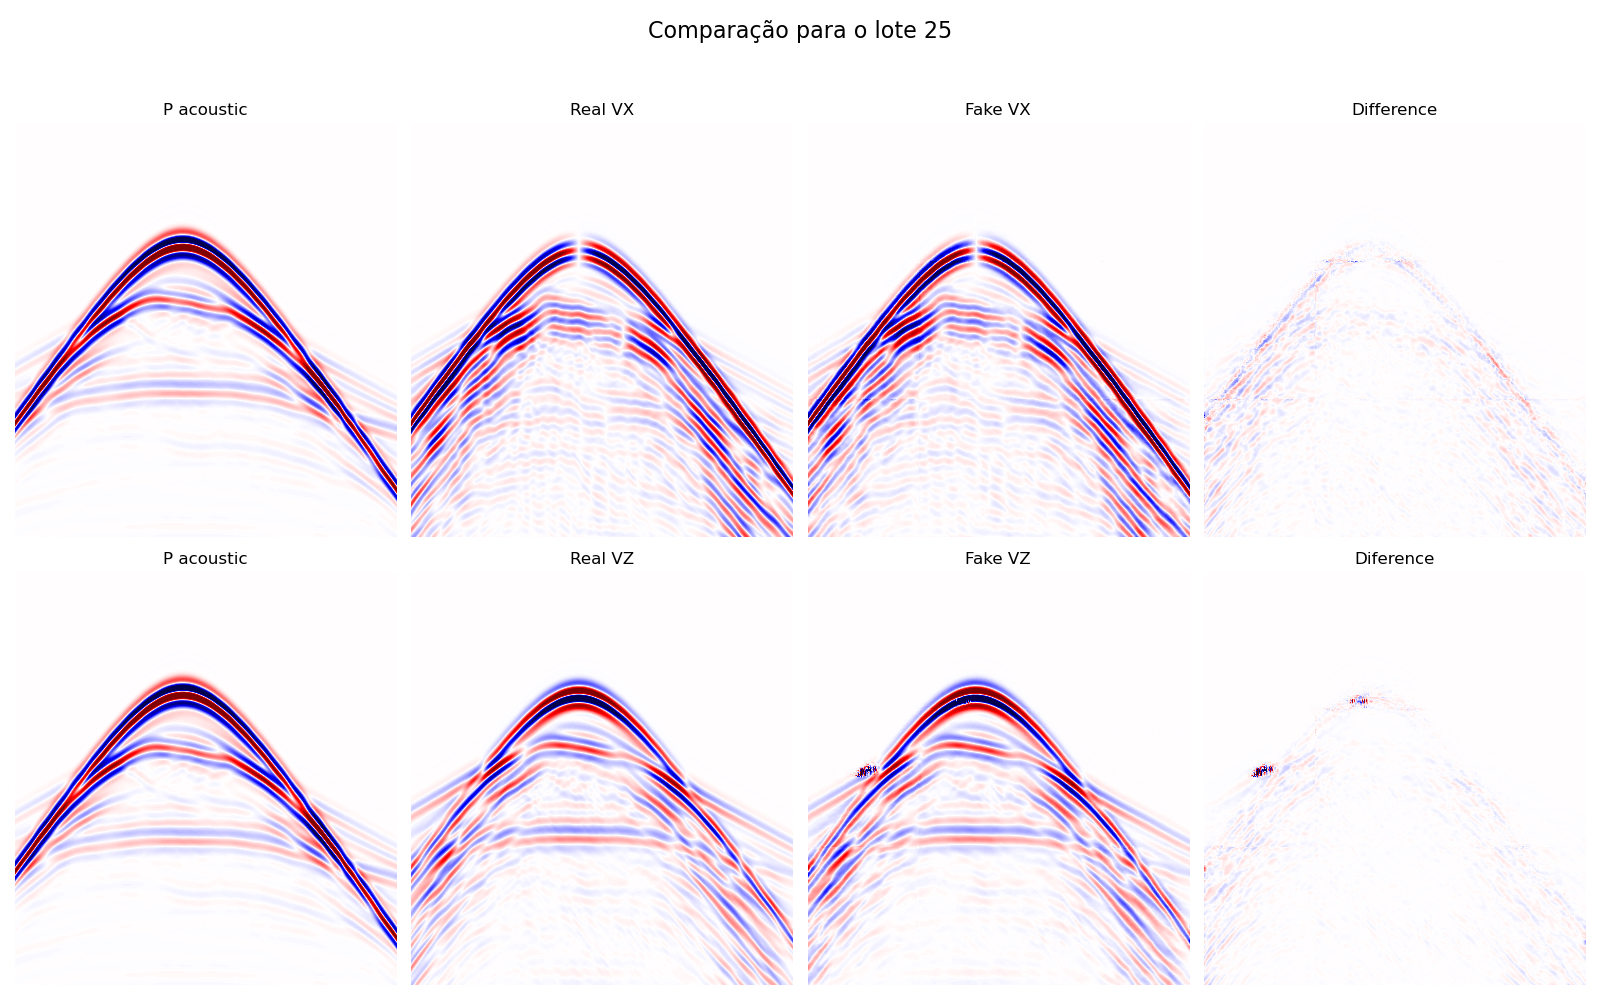 Comparação para o lote 25
P acoustic
Real VX
Fake VX
Difference
P acoustic
Real VZ
Fake VZ
Diference